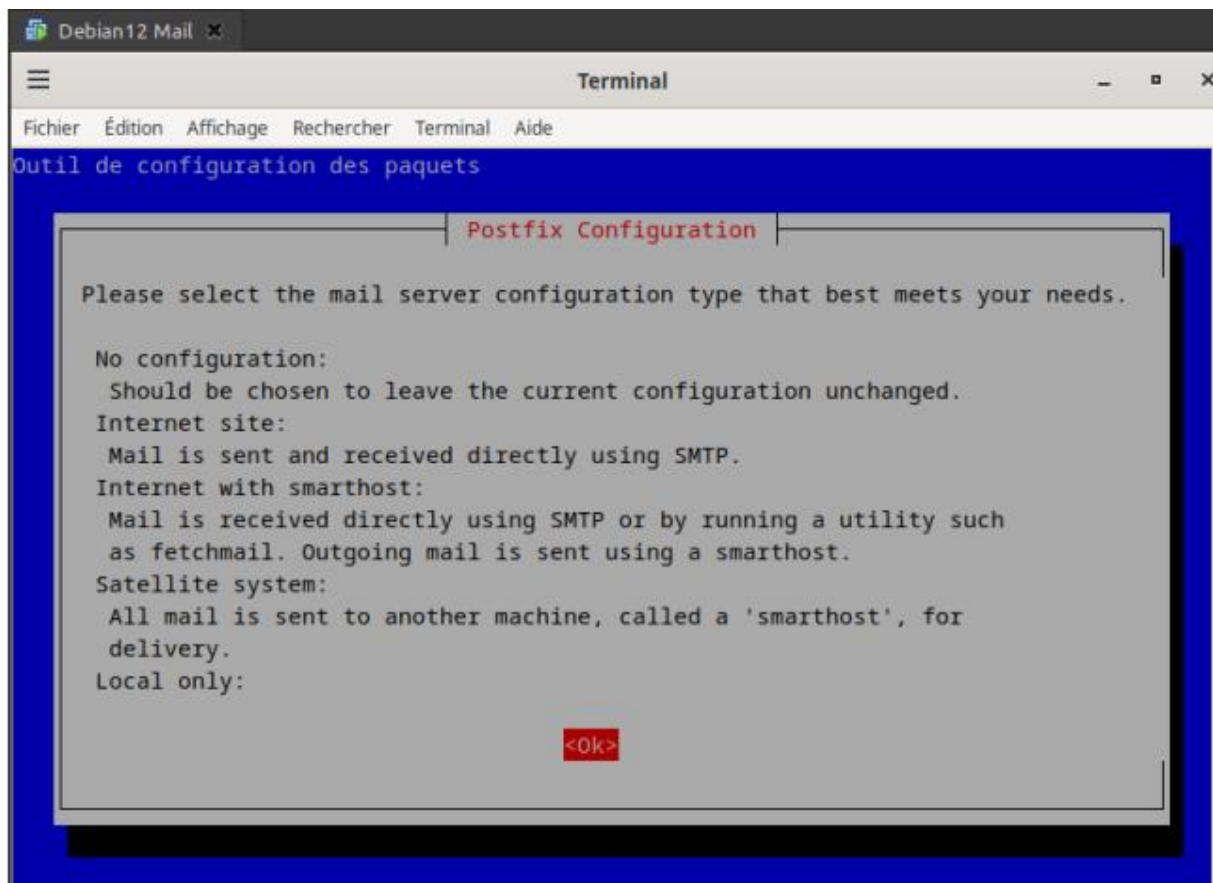 Debian12 Mail
Terminal
Fichier Édition Affichage Rechercher Terminal Aide
Outil de configuration des paquets
Postfix Configuration
Please select the mail server configuration type that best meets your needs.
No configuration:
Should be chosen to leave the current configuration unchanged.
Internet site:
Mail is sent and received directly using SMTP.
Internet with smarthost:
Mail is received directly using SMTP or by running a utility such
as fetchmail. Outgoing mail is sent using a smarthost.
Satellite system:
All mail is sent to another machine, called a 'smarthost', for
delivery.
Local only:
<Ok>